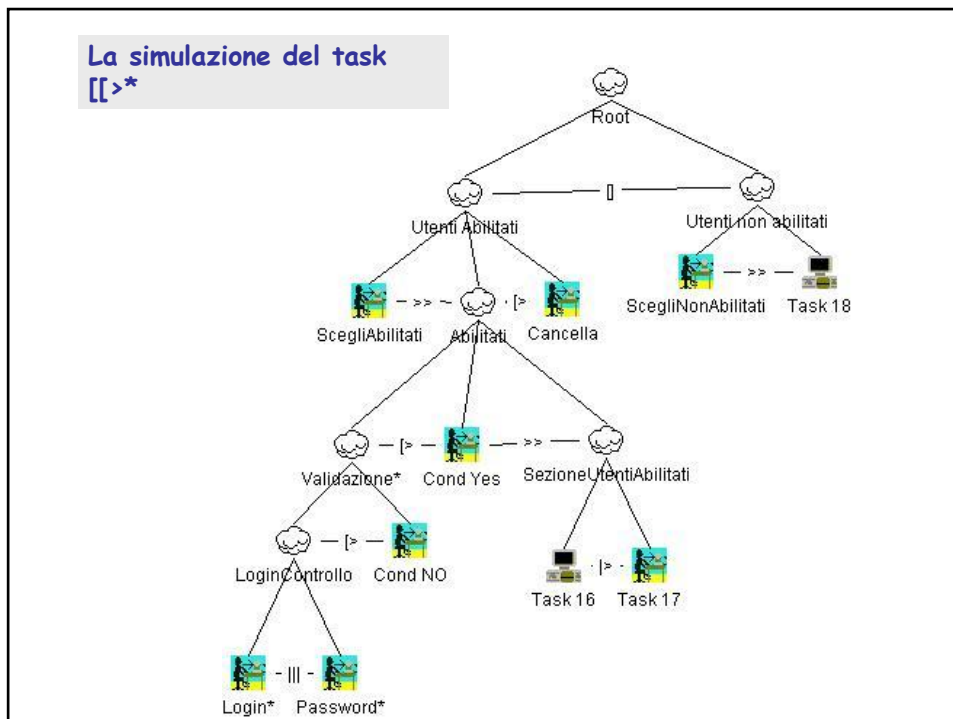 La simulazione del task
[[>*
Root
Utenti Abilitati
[]
Utenti non abilitati
ScegliAbilitati
>>
Abilitati
[>
Cancella
ScegliNonAbilitati
>>
Task 18
Validazione*
[>
Cond Yes
>>
SezioneUtentiAbilitati
LoginControllo
[>
Cond NO
Task 16
|>
Task 17
Login*
|||
Password*